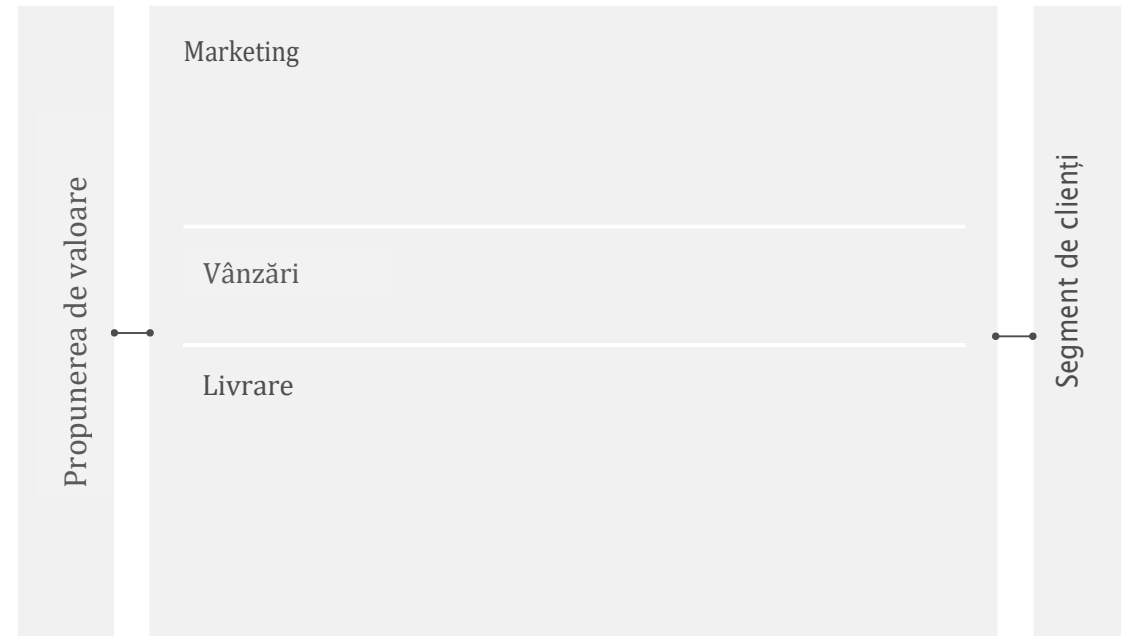 Propunerea de valoare
Marketing
Vânzări
Livrare
Segment de clienți